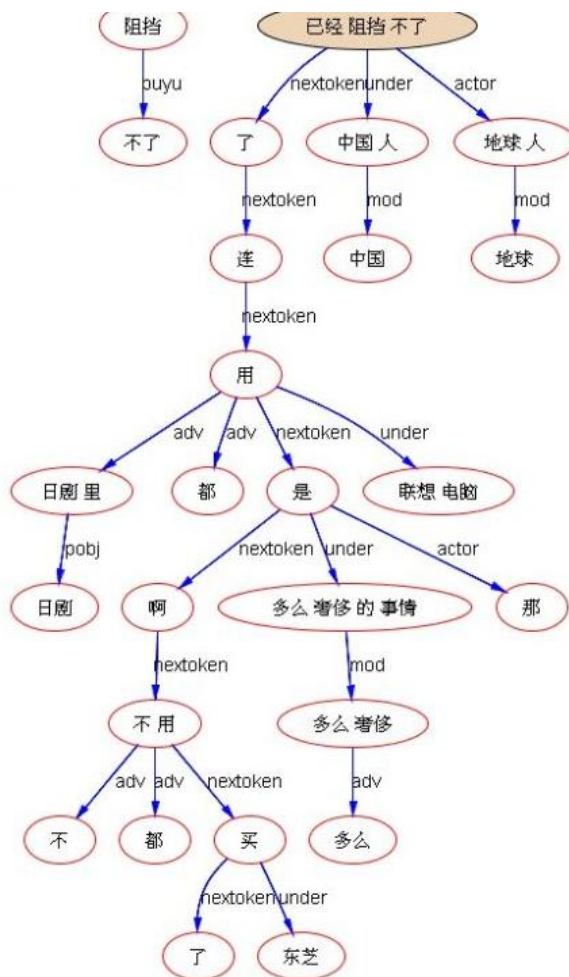 阻挡 已经 阻挡 不了
buyu nextoken under actor
不了 了 中国 人 地球 人
nextoken mod mod
连 中国 地球
nextoken
用
adv adv nextoken under
日剧 里 都 是 联想 电脑
pobj nextoken under actor
日剧 啊 多么 奢侈 的 事情 那
nextoken mod
不 用 多么 奢侈
adv adv nextoken adv
不 都 买 多么
nextoken under
了 东芝